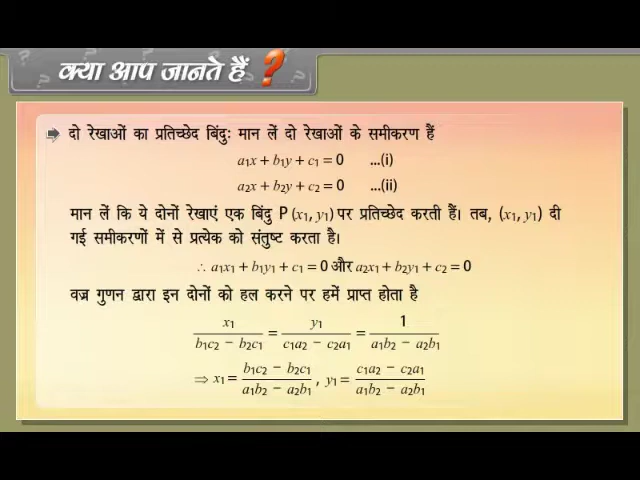 क्या आप जानते हैं ?
दो रेखाओं का प्रतिच्छेद बिंदुः मान लें दो रेखाओं के समीकरण हैं
a₁x + b₁y + c₁ = 0 ...(i)
a₂x + b₂y + c₂ = 0 ...(ii)
मान लें कि ये दोनों रेखाएं एक बिंदु P (x₁, y₁) पर प्रतिच्छेद करती हैं। तब, (x₁, y₁) दी
गई समीकरणों में से प्रत्येक को संतुष्ट करता है।
∴ a₁x₁ + b₁y₁ + c₁ = 0 और a₂x₁ + b₂y₁ + c₂ = 0
वज्र गुणन द्वारा इन दोनों को हल करने पर हमें प्राप्त होता है
x₁/(b₁c₂ − b₂c₁) = y₁/(c₁a₂ − c₂a₁) = 1/(a₁b₂ − a₂b₁)
⇒ x₁ = (b₁c₂ − b₂c₁)/(a₁b₂ − a₂b₁) , y₁ = (c₁a₂ − c₂a₁)/(a₁b₂ − a₂b₁)